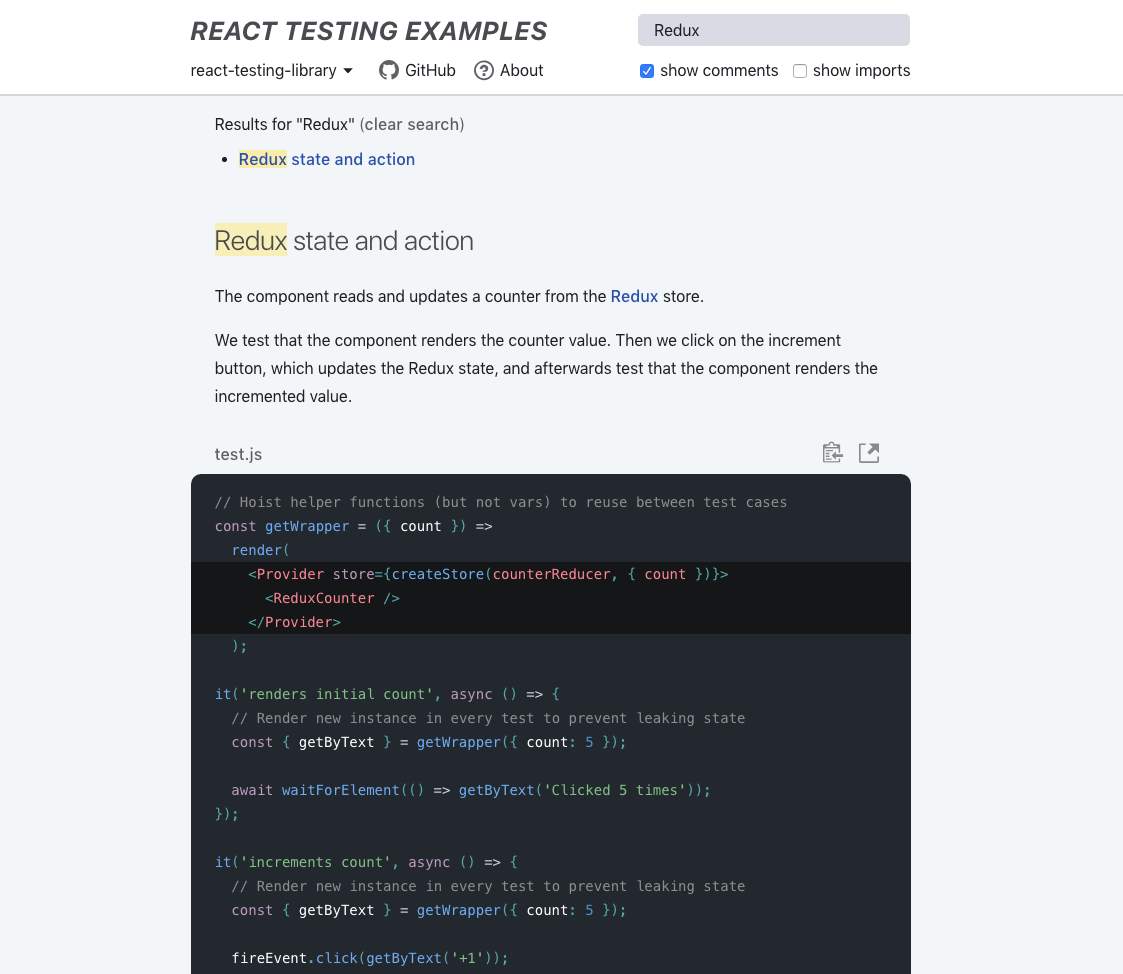 REACT TESTING EXAMPLES
Redux
react-testing-library
GitHub
About
show comments
show imports
Results for "Redux" (clear search)
• Redux state and action
Redux state and action
The component reads and updates a counter from the Redux store.
We test that the component renders the counter value. Then we click on the increment
button, which updates the Redux state, and afterwards test that the component renders the
incremented value.
test.js
// Hoist helper functions (but not vars) to reuse between test cases
const getWrapper = ({ count }) =>
  render(
    <Provider store={createStore(counterReducer, { count })}>
      <ReduxCounter />
    </Provider>
  );
it('renders initial count', async () => {
  // Render new instance in every test to prevent leaking state
  const { getByText } = getWrapper({ count: 5 });
  await waitForElement(() => getByText('Clicked 5 times'));
});
it('increments count', async () => {
  // Render new instance in every test to prevent leaking state
  const { getByText } = getWrapper({ count: 5 });
  fireEvent.click(getByText('+1'));